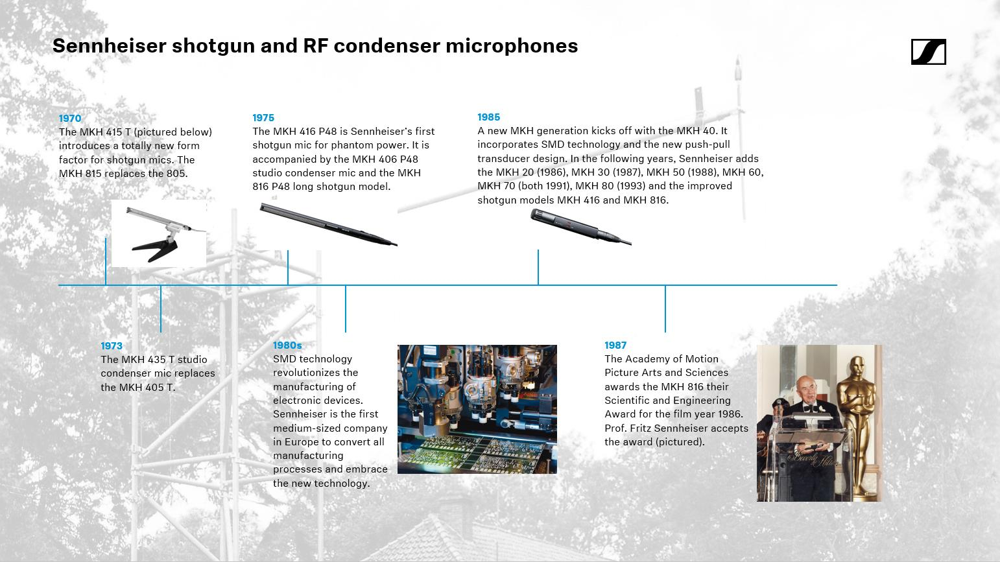 Sennheiser shotgun and RF condenser microphones
1970
The MKH 415 T (pictured below)
introduces a totally new form
factor for shotgun mics. The
MKH 815 replaces the 805.
1975
The MKH 416 P48 is Sennheiser's first
shotgun mic for phantom power. It is
accompanied by the MKH 406 P48
studio condenser mic and the MKH
816 P48 long shotgun model.
1985
A new MKH generation kicks off with the MKH 40. It
incorporates SMD technology and the new push-pull
transducer design. In the following years, Sennheiser adds
the MKH 20 (1986), MKH 30 (1987), MKH 50 (1988), MKH 60,
MKH 70 (both 1991), MKH 80 (1993) and the improved
shotgun models MKH 416 and MKH 816.
1973
The MKH 435 T studio
condenser mic replaces
the MKH 405 T.
1980s
SMD technology
revolutionizes the
manufacturing of
electronic devices.
Sennheiser is the first
medium-sized company
in Europe to convert all
manufacturing
processes and embrace
the new technology.
1987
The Academy of Motion
Picture Arts and Sciences
awards the MKH 816 their
Scientific and Engineering
Award for the film year 1986.
Prof. Fritz Sennheiser accepts
the award (pictured).
Beverly Hilton